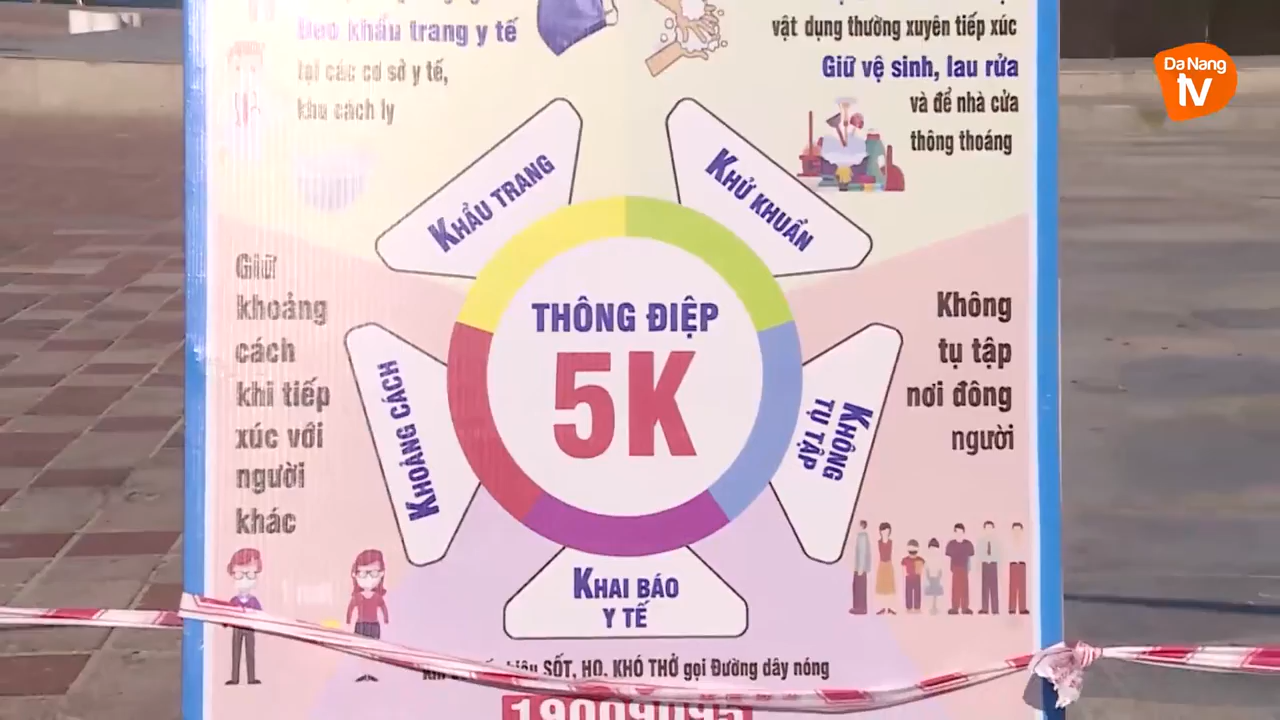 Đeo khẩu trang y tế
tại các cơ sở y tế,
khu cách ly
vật dụng thường xuyên tiếp xúc
Giữ vệ sinh, lau rửa
và để nhà cửa
thông thoáng
Da Nang
tv
KHẨU TRANG
KHỬ KHUẨN
Giữ
khoảng
cách
khi tiếp
xúc với
người
khác
KHOẢNG CÁCH
THÔNG ĐIỆP
5K
KHÔNG
TỤ TẬP
Không
tụ tập
nơi đông
người
KHAI BÁO
Y TẾ
SỐT, HO, KHÓ THỞ gọi Đường dây nóng
19009095